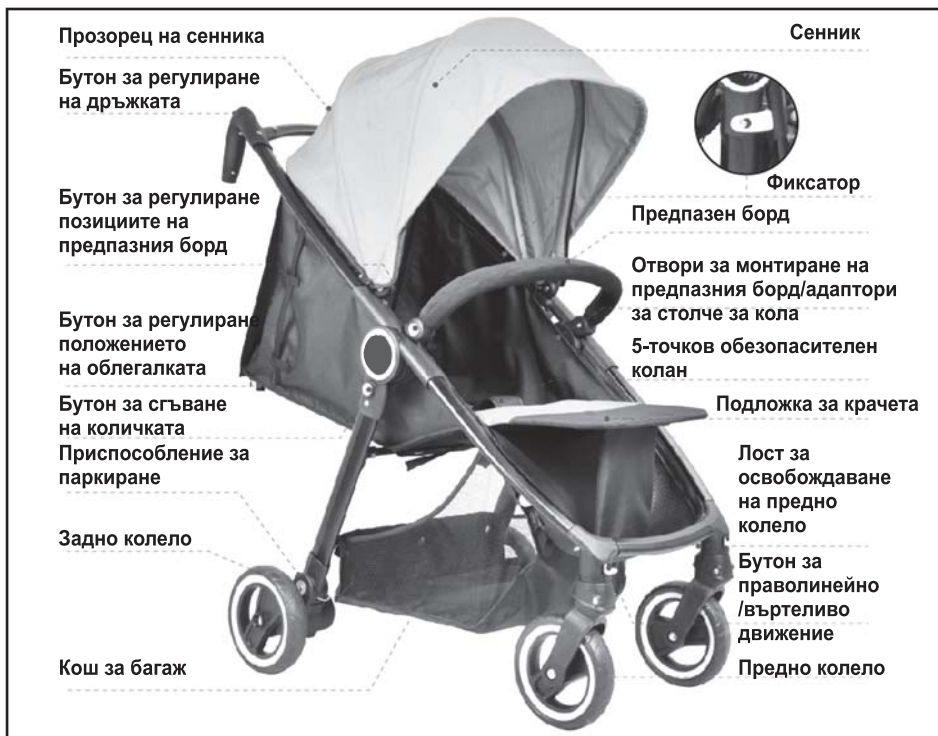 Прозорец на сенника
Бутон за регулиране
на дръжката
Бутон за регулиране
позициите на
предпазния борд
Бутон за регулиране
положението
на облегалката
Бутон за сгъване
на количката
Приспособление за
паркиране
Задно колело
Кош за багаж
Сенник
Фиксатор
Предпазен борд
Отвори за монтиране на
предпазния борд/адаптори
за столче за кола
5-точков обезопасителен
колан
Подложка за крачета
Лост за
освобождаване
на предно
колело
Бутон за
праволинейно
/въртеливо
движение
Предно колело